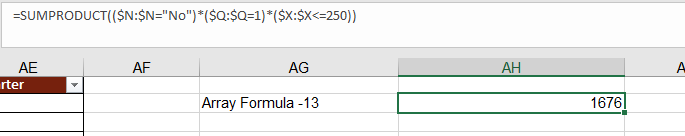 =SUMPRODUCT(($N:$N="No")*($Q:$Q=1)*($X:$X<=250))
AE AF AG AH
rter
Array Formula -13 1676